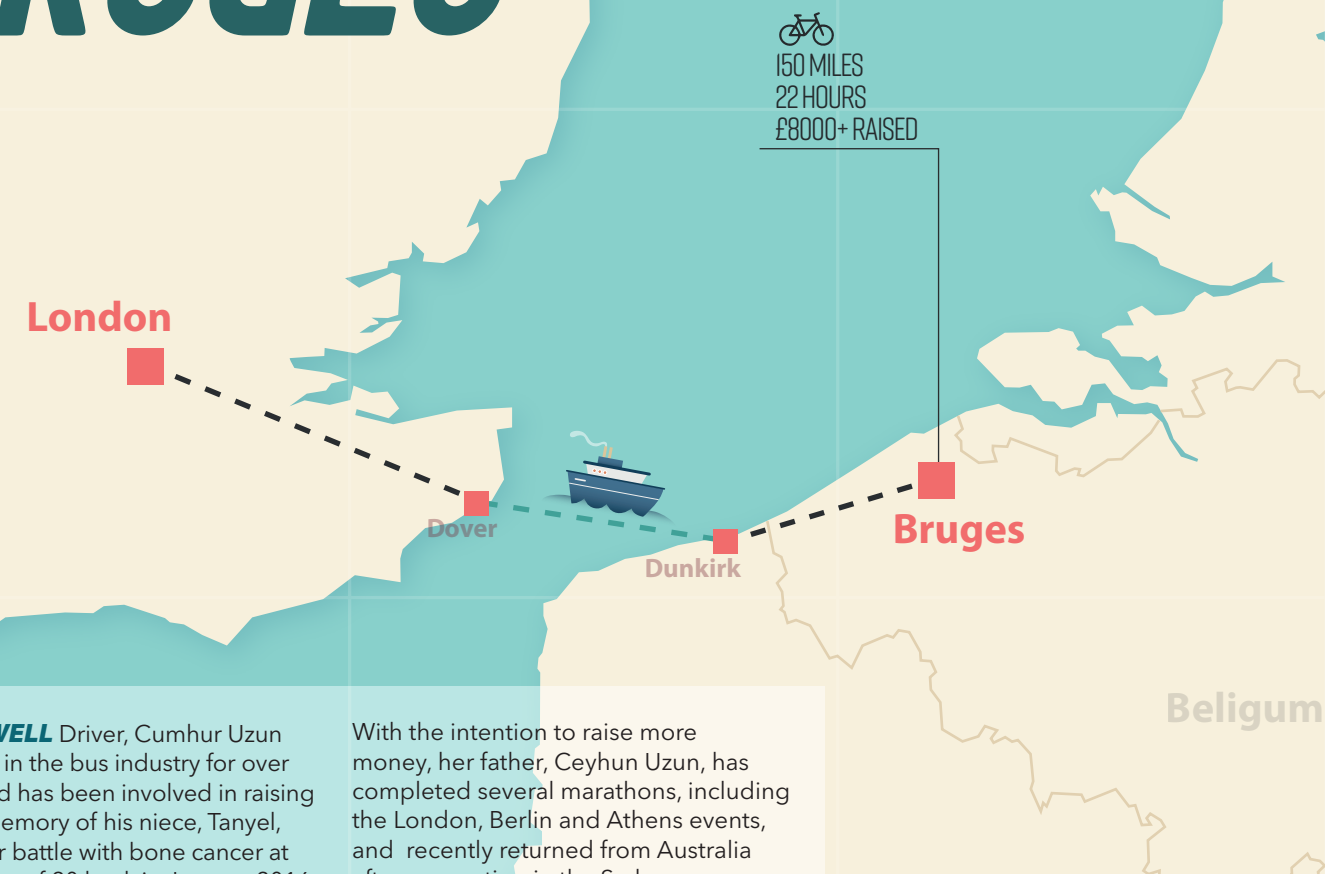 150 MILES
22 HOURS
£8000+ RAISED
London
Dover
Dunkirk
Bruges
Beligum
Driver, Cumhur Uzun
in the bus industry for over
has been involved in raising
of his niece, Tanyel,
battle with bone cancer at
With the intention to raise more
money, her father, Ceyhun Uzun, has
completed several marathons, including
the London, Berlin and Athens events,
and recently returned from Australia